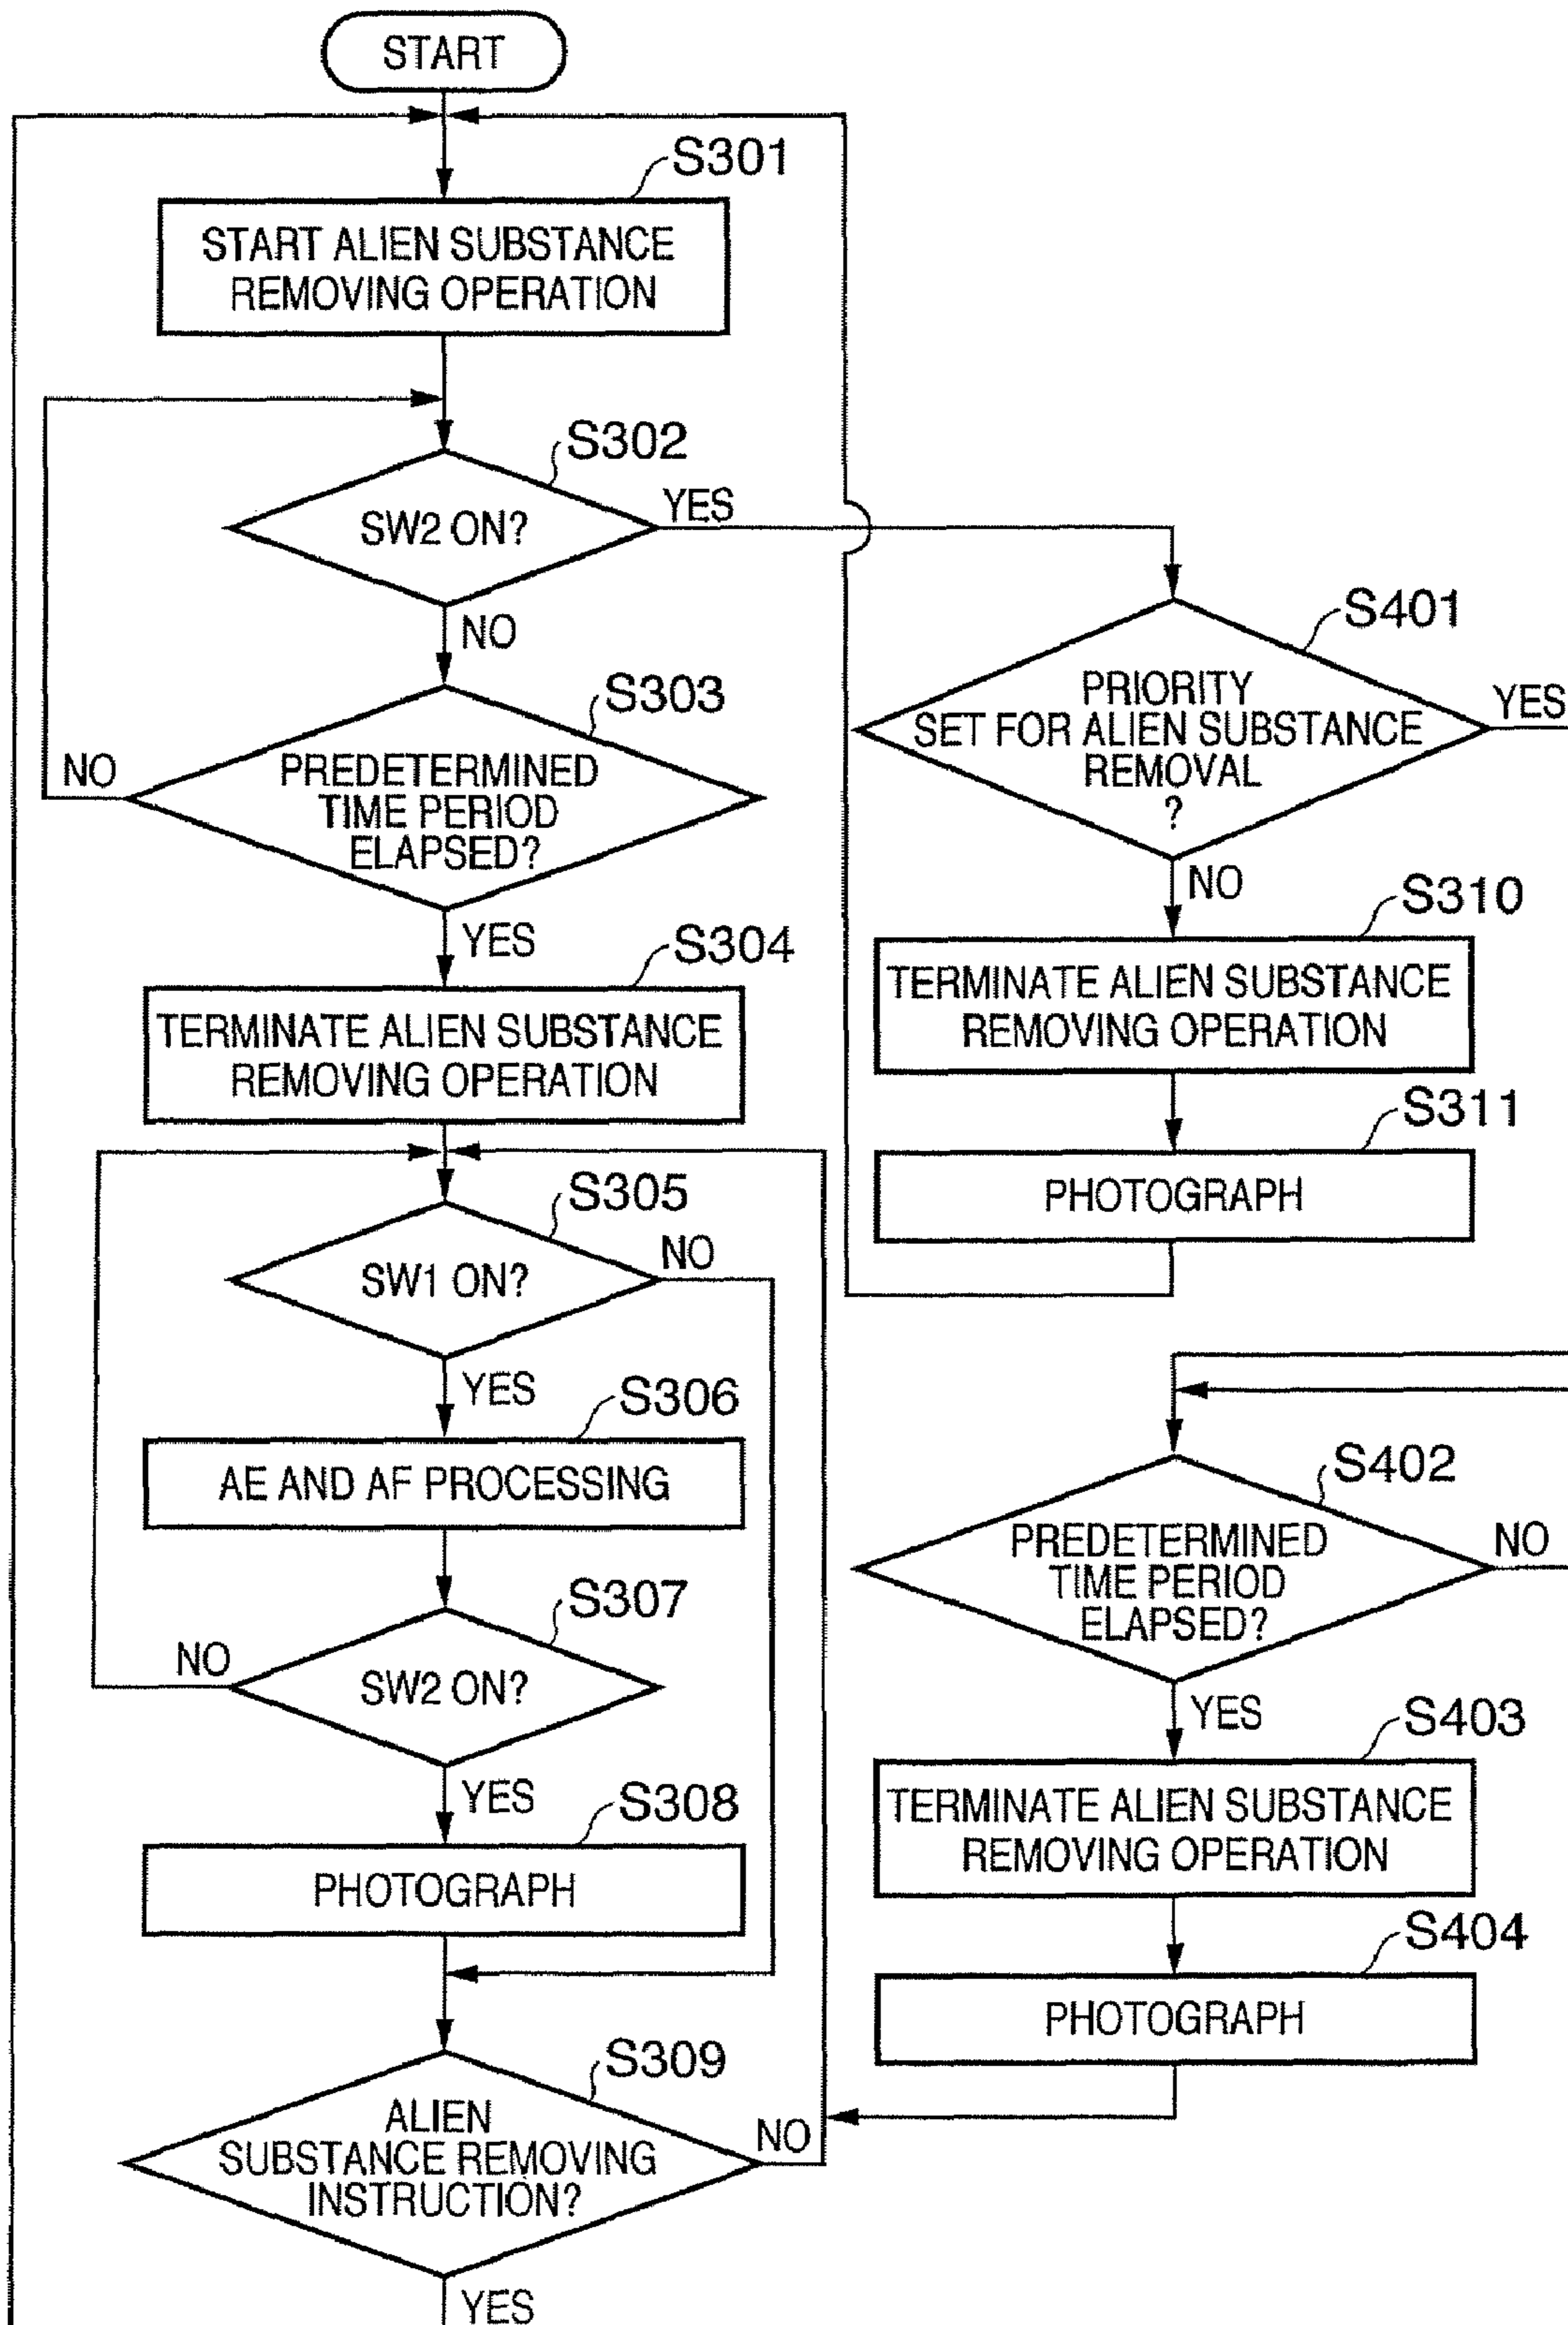 START
S301
START ALIEN SUBSTANCE
REMOVING OPERATION
S302
SW2 ON?
YES
NO
S303
PREDETERMINED
TIME PERIOD
ELAPSED?
NO
YES
S304
TERMINATE ALIEN SUBSTANCE
REMOVING OPERATION
S305
SW1 ON?
NO
YES
S306
AE AND AF PROCESSING
S307
SW2 ON?
NO
YES
S308
PHOTOGRAPH
S309
ALIEN
SUBSTANCE REMOVING
INSTRUCTION?
NO
YES
S401
PRIORITY
SET FOR ALIEN SUBSTANCE
REMOVAL
?
YES
NO
S310
TERMINATE ALIEN SUBSTANCE
REMOVING OPERATION
S311
PHOTOGRAPH
S402
PREDETERMINED
TIME PERIOD
ELAPSED?
NO
YES
S403
TERMINATE ALIEN SUBSTANCE
REMOVING OPERATION
S404
PHOTOGRAPH